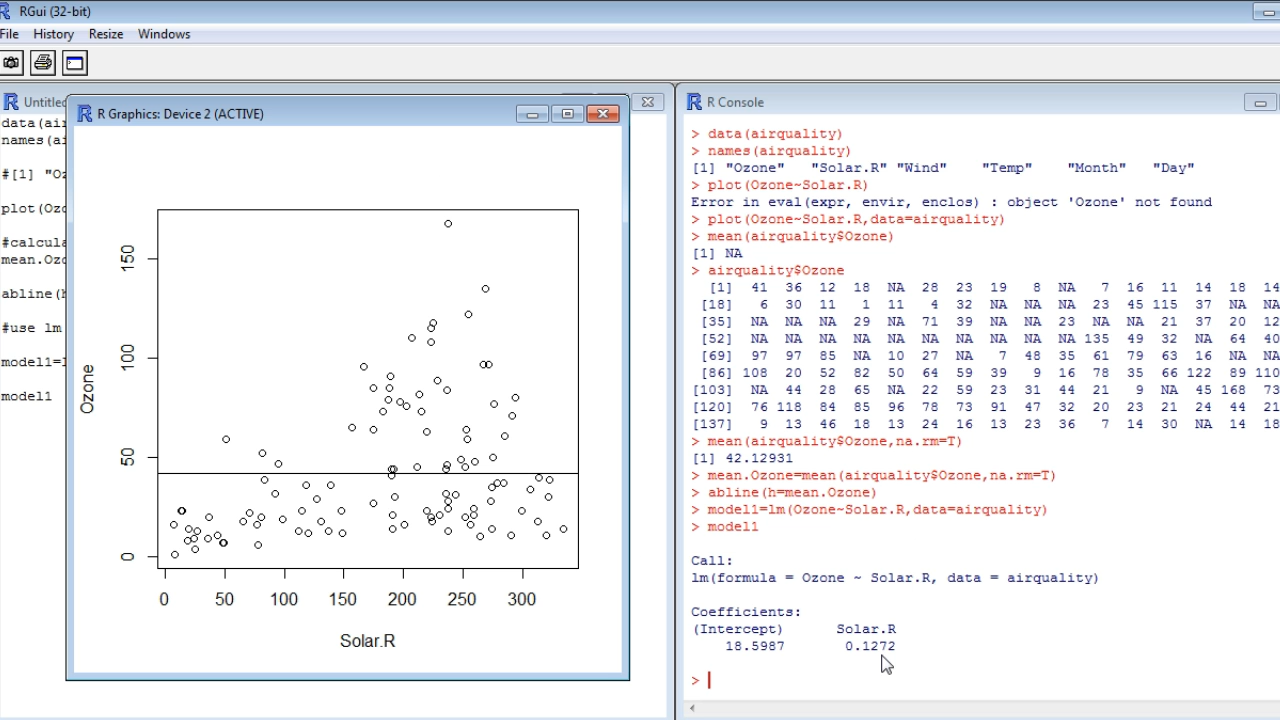 RGui (32-bit)
File History Resize Windows
Untitled
data(air
names(ai
#[1] "Oz
plot(Ozo
#calcula
mean.Ozo
abline(h
#use lm
model1=l
model1
R Graphics: Device 2 (ACTIVE)
150
100
50
0
Ozone
0 50 100 150 200 250 300
Solar.R
R Console
> data(airquality)
> names(airquality)
[1] "Ozone" "Solar.R" "Wind" "Temp" "Month" "Day"
> plot(Ozone~Solar.R)
Error in eval(expr, envir, enclos) : object 'Ozone' not found
> plot(Ozone~Solar.R,data=airquality)
> mean(airquality$Ozone)
[1] NA
> airquality$Ozone
[1] 41 36 12 18 NA 28 23 19 8 NA 7 16 11 14 18 14
[18] 6 30 11 1 11 4 32 NA NA NA 23 45 115 37 NA NA
[35] NA NA NA 29 NA 71 39 NA NA 23 NA NA 21 37 20 12
[52] NA NA NA NA NA NA NA NA NA NA 135 49 32 NA 64 40
[69] 97 97 85 NA 10 27 NA 7 48 35 61 79 63 16 NA NA
[86] 108 20 52 82 50 64 59 39 9 16 78 35 66 122 89 110
[103] NA 44 28 65 NA 22 59 23 31 44 21 9 NA 45 168 73
[120] 76 118 84 85 96 78 73 91 47 32 20 23 21 24 44 21
[137] 9 13 46 18 13 24 16 13 23 36 7 14 30 NA 14 18
> mean(airquality$Ozone,na.rm=T)
[1] 42.12931
> mean.Ozone=mean(airquality$Ozone,na.rm=T)
> abline(h=mean.Ozone)
> model1=lm(Ozone~Solar.R,data=airquality)
> model1
Call:
lm(formula = Ozone ~ Solar.R, data = airquality)
Coefficients:
(Intercept) Solar.R
18.5987 0.1272
>